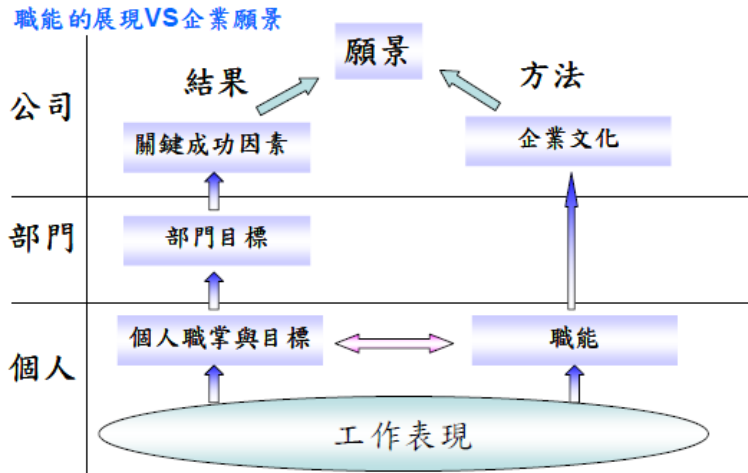 職能的展現VS企業願景
願景
結果
方法
公司
關鍵成功因素
企業文化
部門
部門目標
個人
個人職掌與目標
職能
工作表現